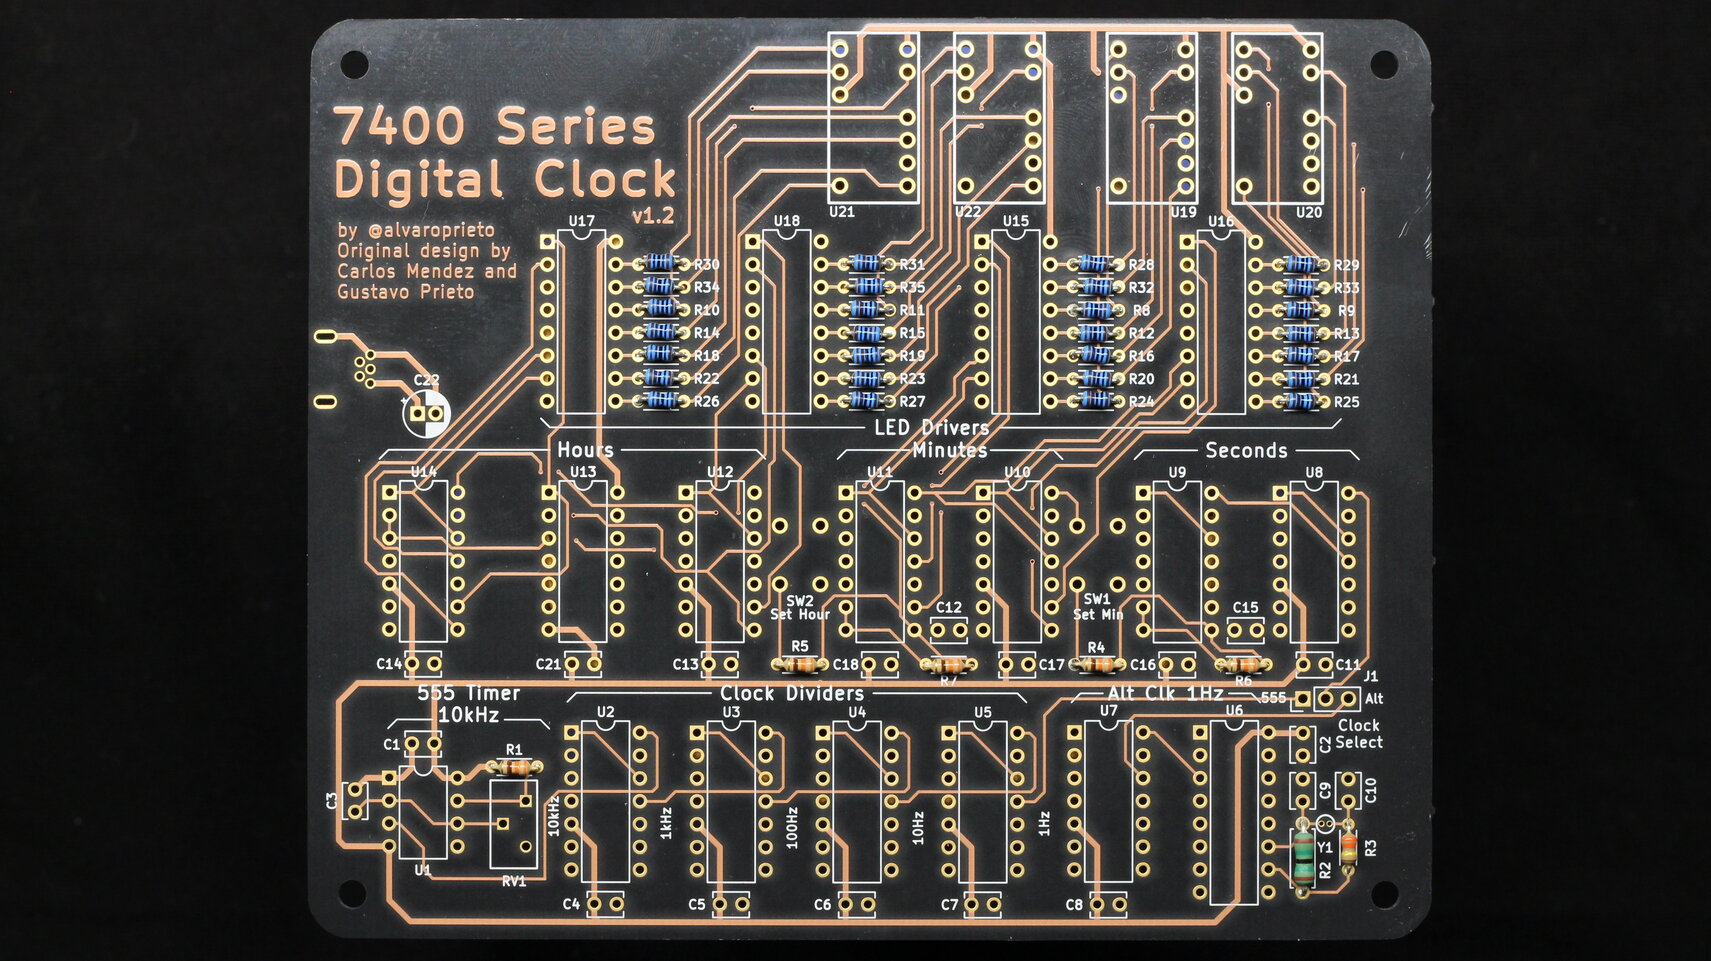 7400 Series
Digital Clock
v1.2
by @alvaroprieto
Original design by
Carlos Mendez and
Gustavo Prieto
U21
U22
U19
U20
U17
U18
U15
U16
R30
R31
R28
R29
R34
R35
R32
R33
R10
R11
R8
R9
R14
R15
R12
R13
R18
R19
R16
R17
R22
R23
R20
R21
R26
R27
R24
R25
C22
+
LED Drivers
Hours
Minutes
Seconds
U14
U13
U12
U11
U10
U9
U8
SW2
Set Hour
SW1
Set Min
C12
C15
R5
R4
C14
C21
C13
C18
R7
C17
C16
R6
C11
J1
555 Timer
10kHz
Clock Dividers
Alt Clk 1Hz
555
Alt
Clock
Select
U2
U3
U4
U5
U7
U6
C1
R1
C2
C3
C9
C10
10kHz
1kHz
100Hz
10Hz
1Hz
Y1
R2
R3
U1
RV1
C4
C5
C6
C7
C8